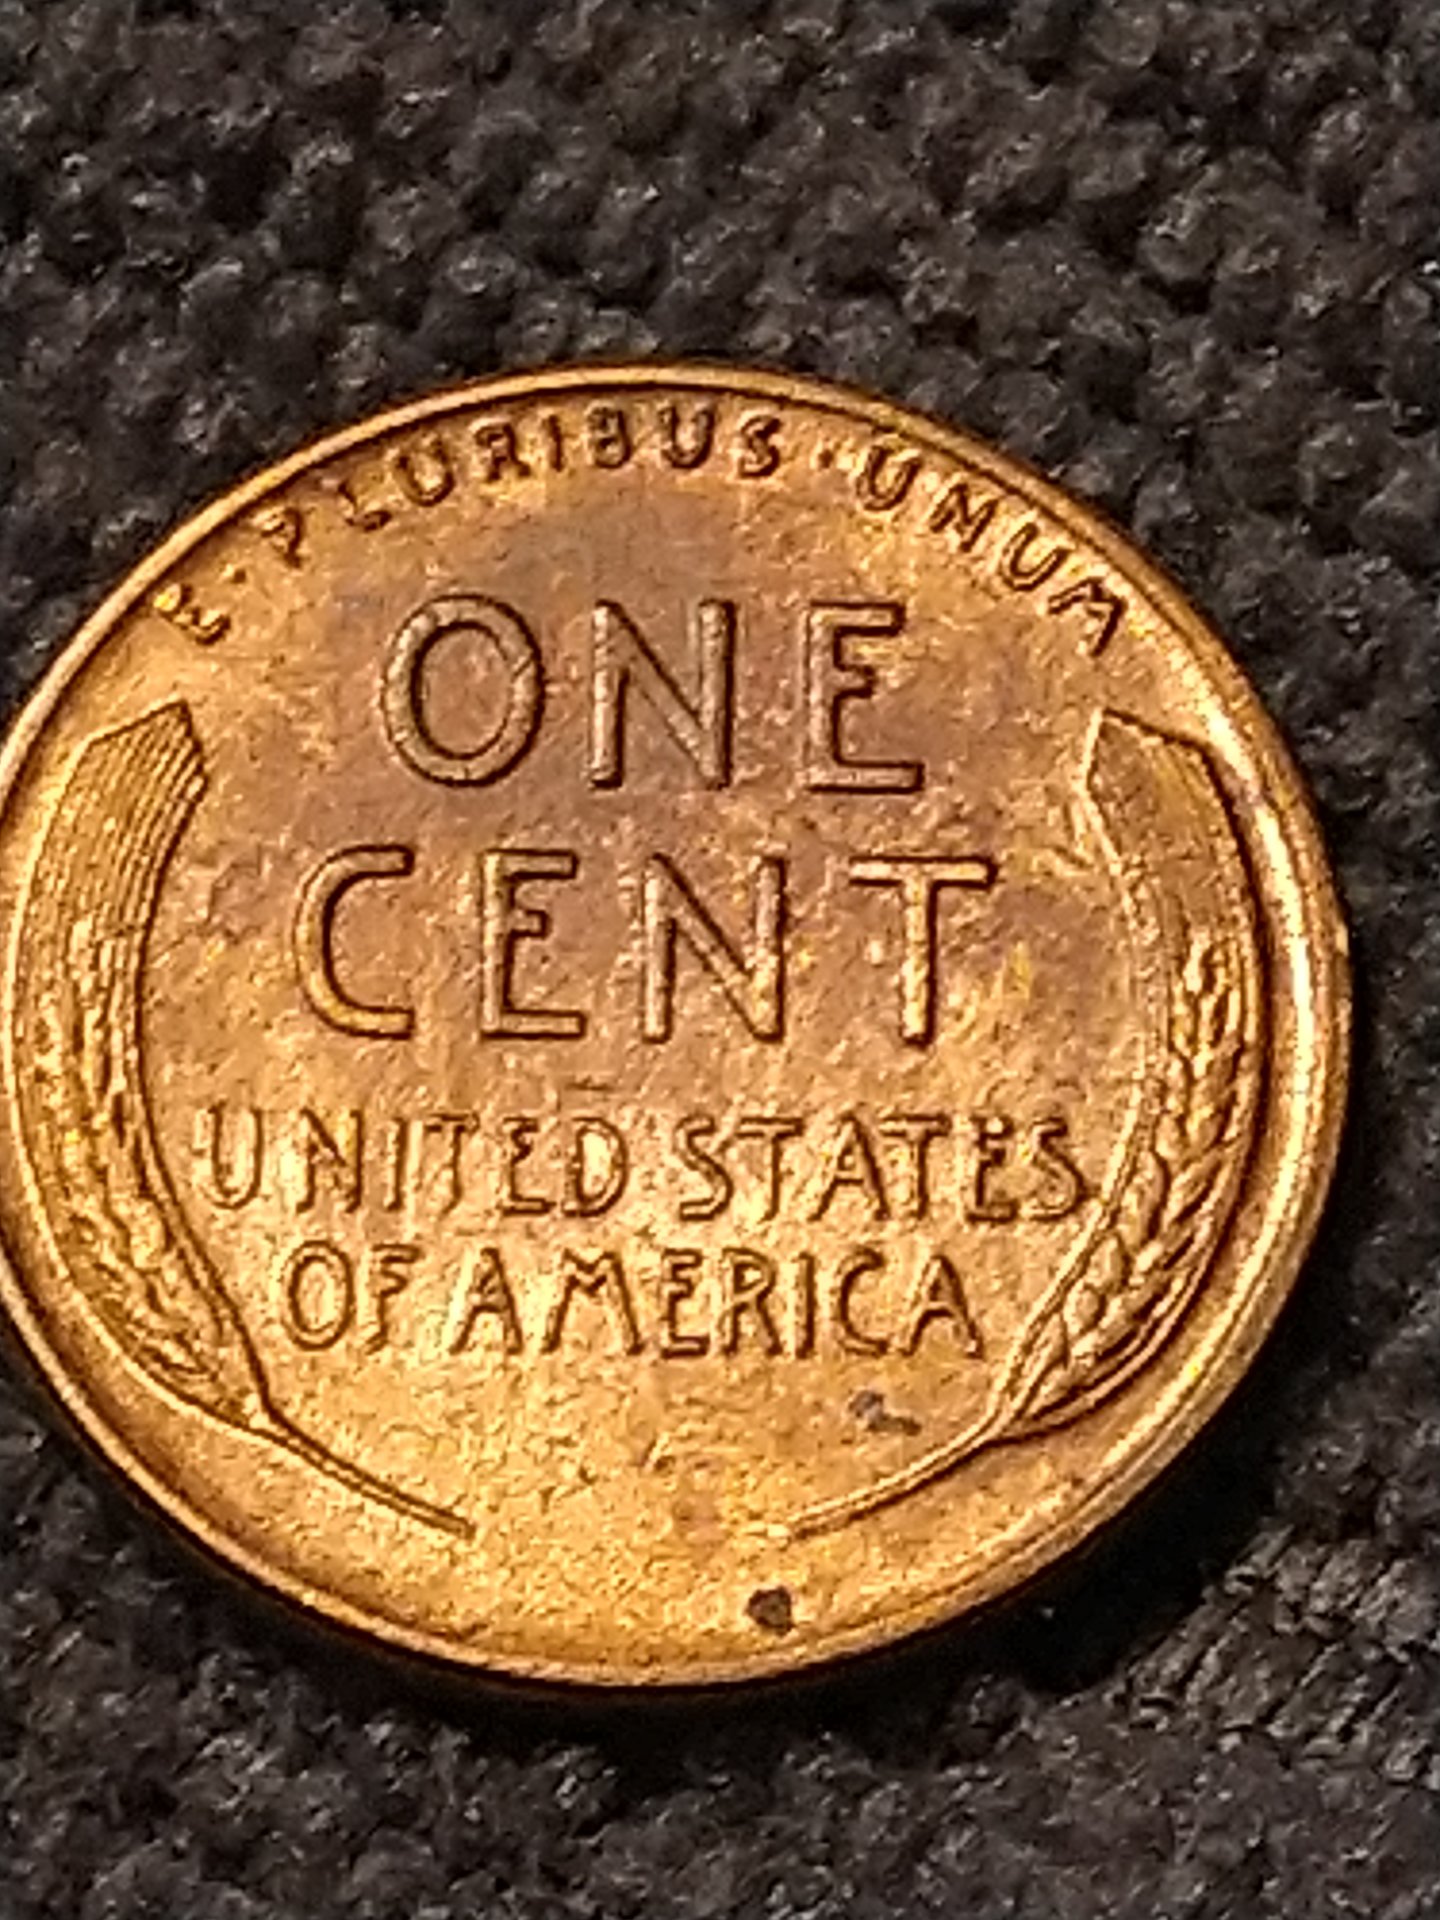 E·PLURIBUS·UNUM
ONE
CENT
UNITED STATES
OF AMERICA